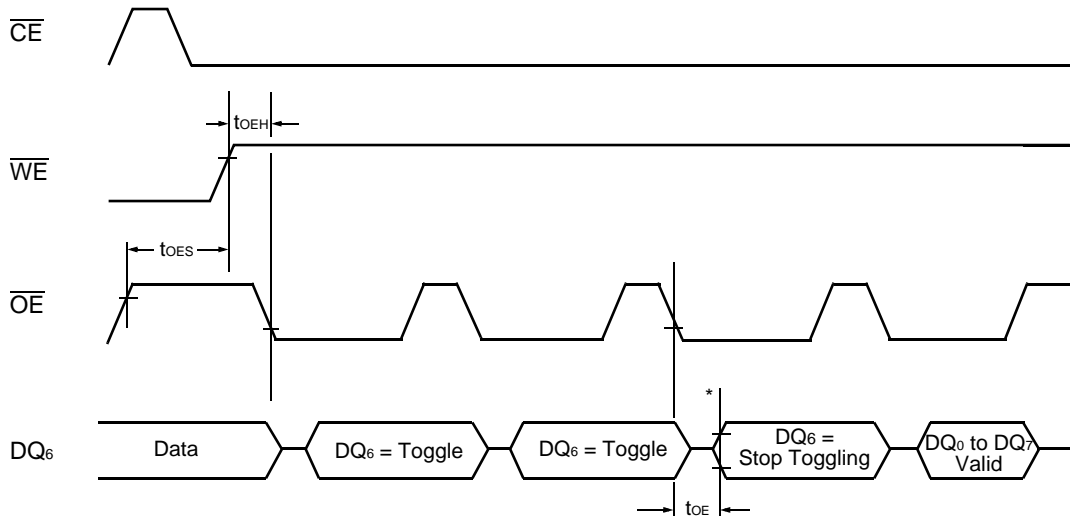 CE
tOEH
WE
tOES
OE
*
DQ6
Data
DQ6 = Toggle
DQ6 = Toggle
DQ6 =
Stop Toggling
DQ0 to DQ7
Valid
tOE